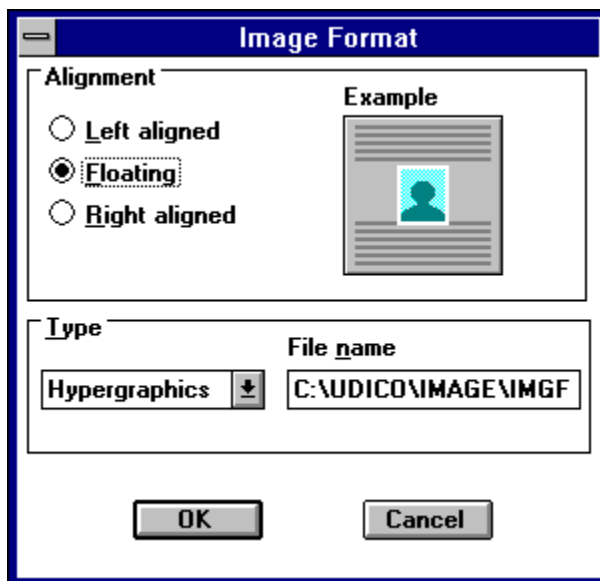 Image Format
Alignment
Left aligned
Floating
Right aligned
Example
Type
Hypergraphics
File name
C:\UDICO\IMAGE\IMGF
OK
Cancel